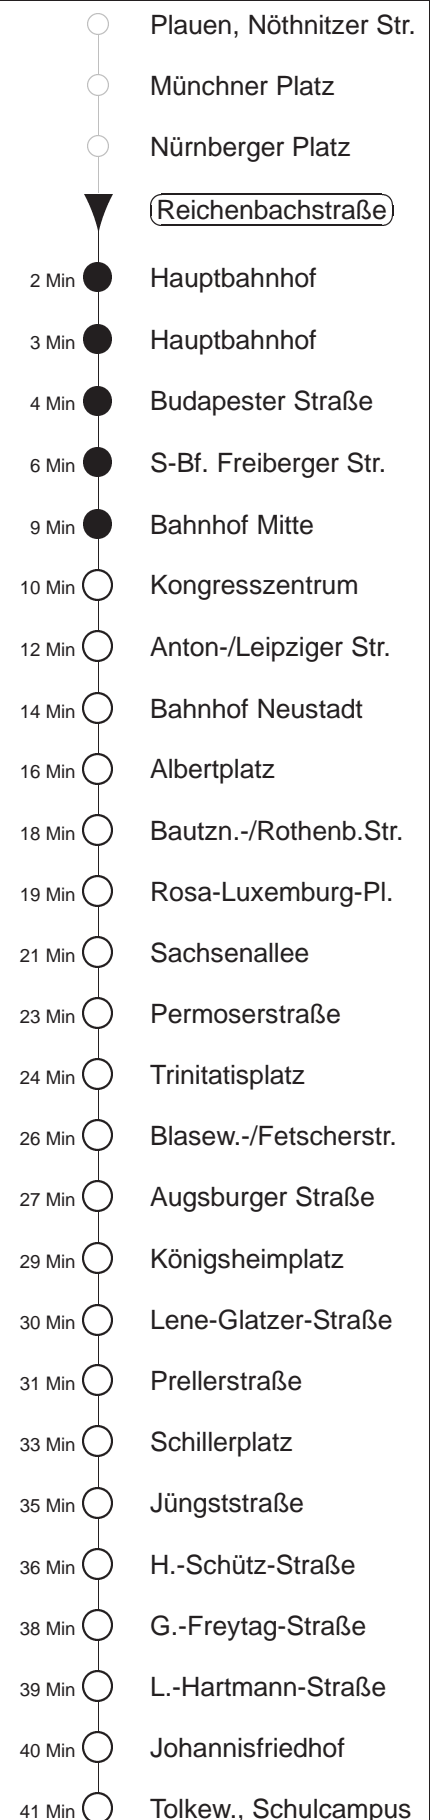 Plauen, Nöthnitzer Str.
Münchner Platz
Nürnberger Platz
Reichenbachstraße
2 Min Hauptbahnhof
3 Min Hauptbahnhof
4 Min Budapester Straße
6 Min S-Bf. Freiberger Str.
9 Min Bahnhof Mitte
10 Min Kongresszentrum
12 Min Anton-/Leipziger Str.
14 Min Bahnhof Neustadt
16 Min Albertplatz
18 Min Bautzn.-/Rothenb.Str.
19 Min Rosa-Luxemburg-Pl.
21 Min Sachsenallee
23 Min Permoserstraße
24 Min Trinitatisplatz
26 Min Blasew.-/Fetscherstr.
27 Min Augsburger Straße
29 Min Königsheimplatz
30 Min Lene-Glatzer-Straße
31 Min Prellerstraße
33 Min Schillerplatz
35 Min Jüngststraße
36 Min H.-Schütz-Straße
38 Min G.-Freytag-Straße
39 Min L.-Hartmann-Straße
40 Min Johannisfriedhof
41 Min Tolkew., Schulcampus